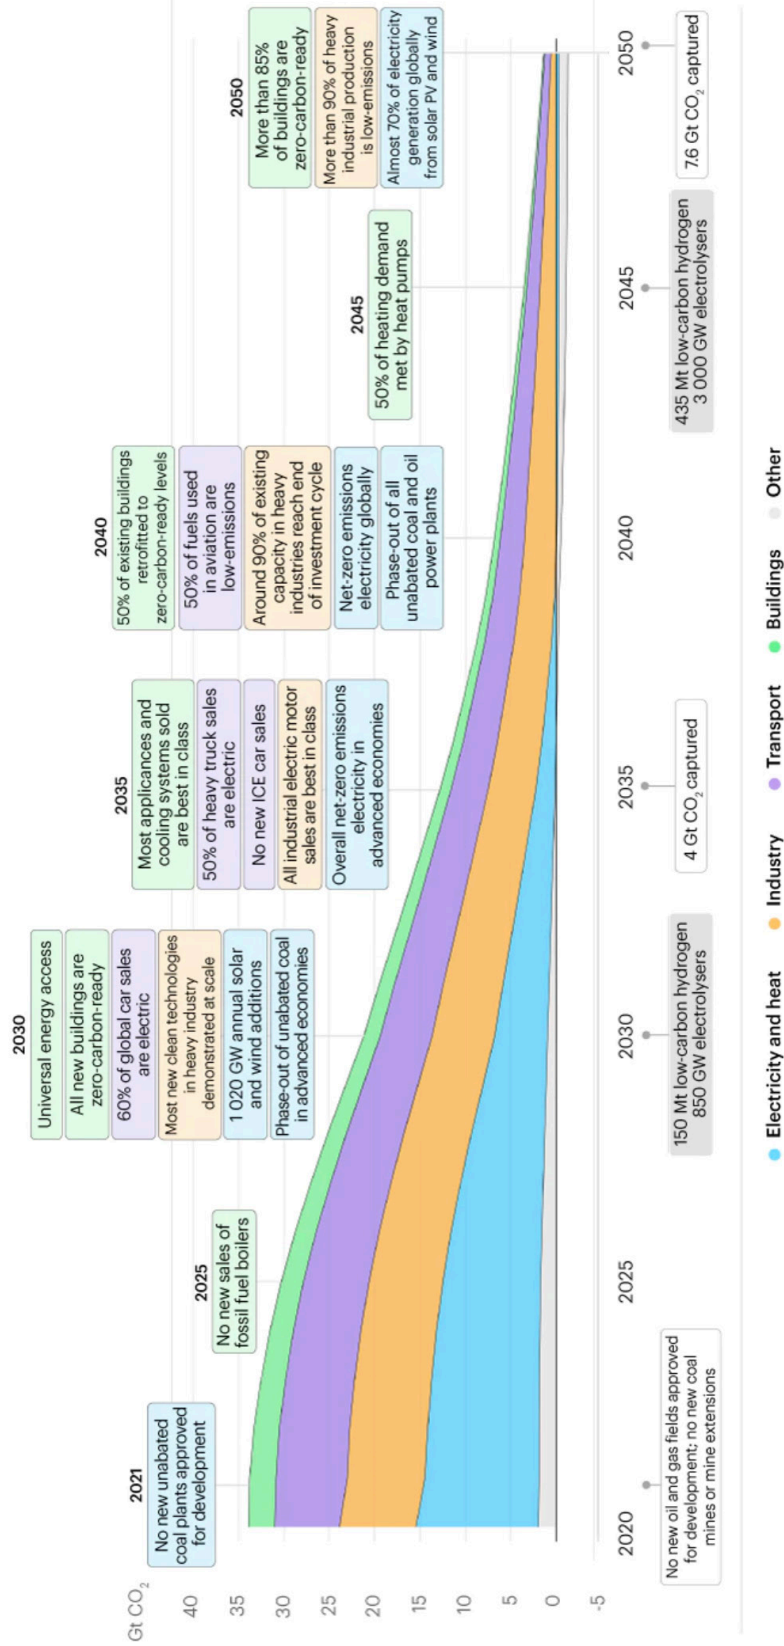 Gt CO2
40
35
30
25
20
15
10
5
0
-5
2021
No new unabated
coal plants approved
for development
2025
No new sales of
fossil fuel boilers
2030
Universal energy access
All new buildings are
zero-carbon-ready
60% of global car sales
are electric
Most new clean technologies
in heavy industry
demonstrated at scale
1 020 GW annual solar
and wind additions
Phase-out of unabated coal
in advanced economies
2035
Most applicances and
cooling systems sold
are best in class
50% of heavy truck sales
are electric
No new ICE car sales
All industrial electric motor
sales are best in class
Overall net-zero emissions
electricity in
advanced economies
2040
50% of existing buildings
retrofitted to
zero-carbon-ready levels
50% of fuels used
in aviation are
low-emissions
Around 90% of existing
capacity in heavy
industries reach end
of investment cycle
Net-zero emissions
electricity globally
Phase-out of all
unabated coal and oil
power plants
2045
50% of heating demand
met by heat pumps
2050
More than 85%
of buildings are
zero-carbon-ready
More than 90% of heavy
industrial production
is low-emissions
Almost 70% of electricity
generation globally
from solar PV and wind
2020
2025
2030
2035
2040
2045
2050
No new oil and gas fields approved
for development; no new coal
mines or mine extensions
150 Mt low-carbon hydrogen
850 GW electrolysers
4 Gt CO2 captured
435 Mt low-carbon hydrogen
3 000 GW electrolysers
7.6 Gt CO2 captured
Electricity and heat
Industry
Transport
Buildings
Other